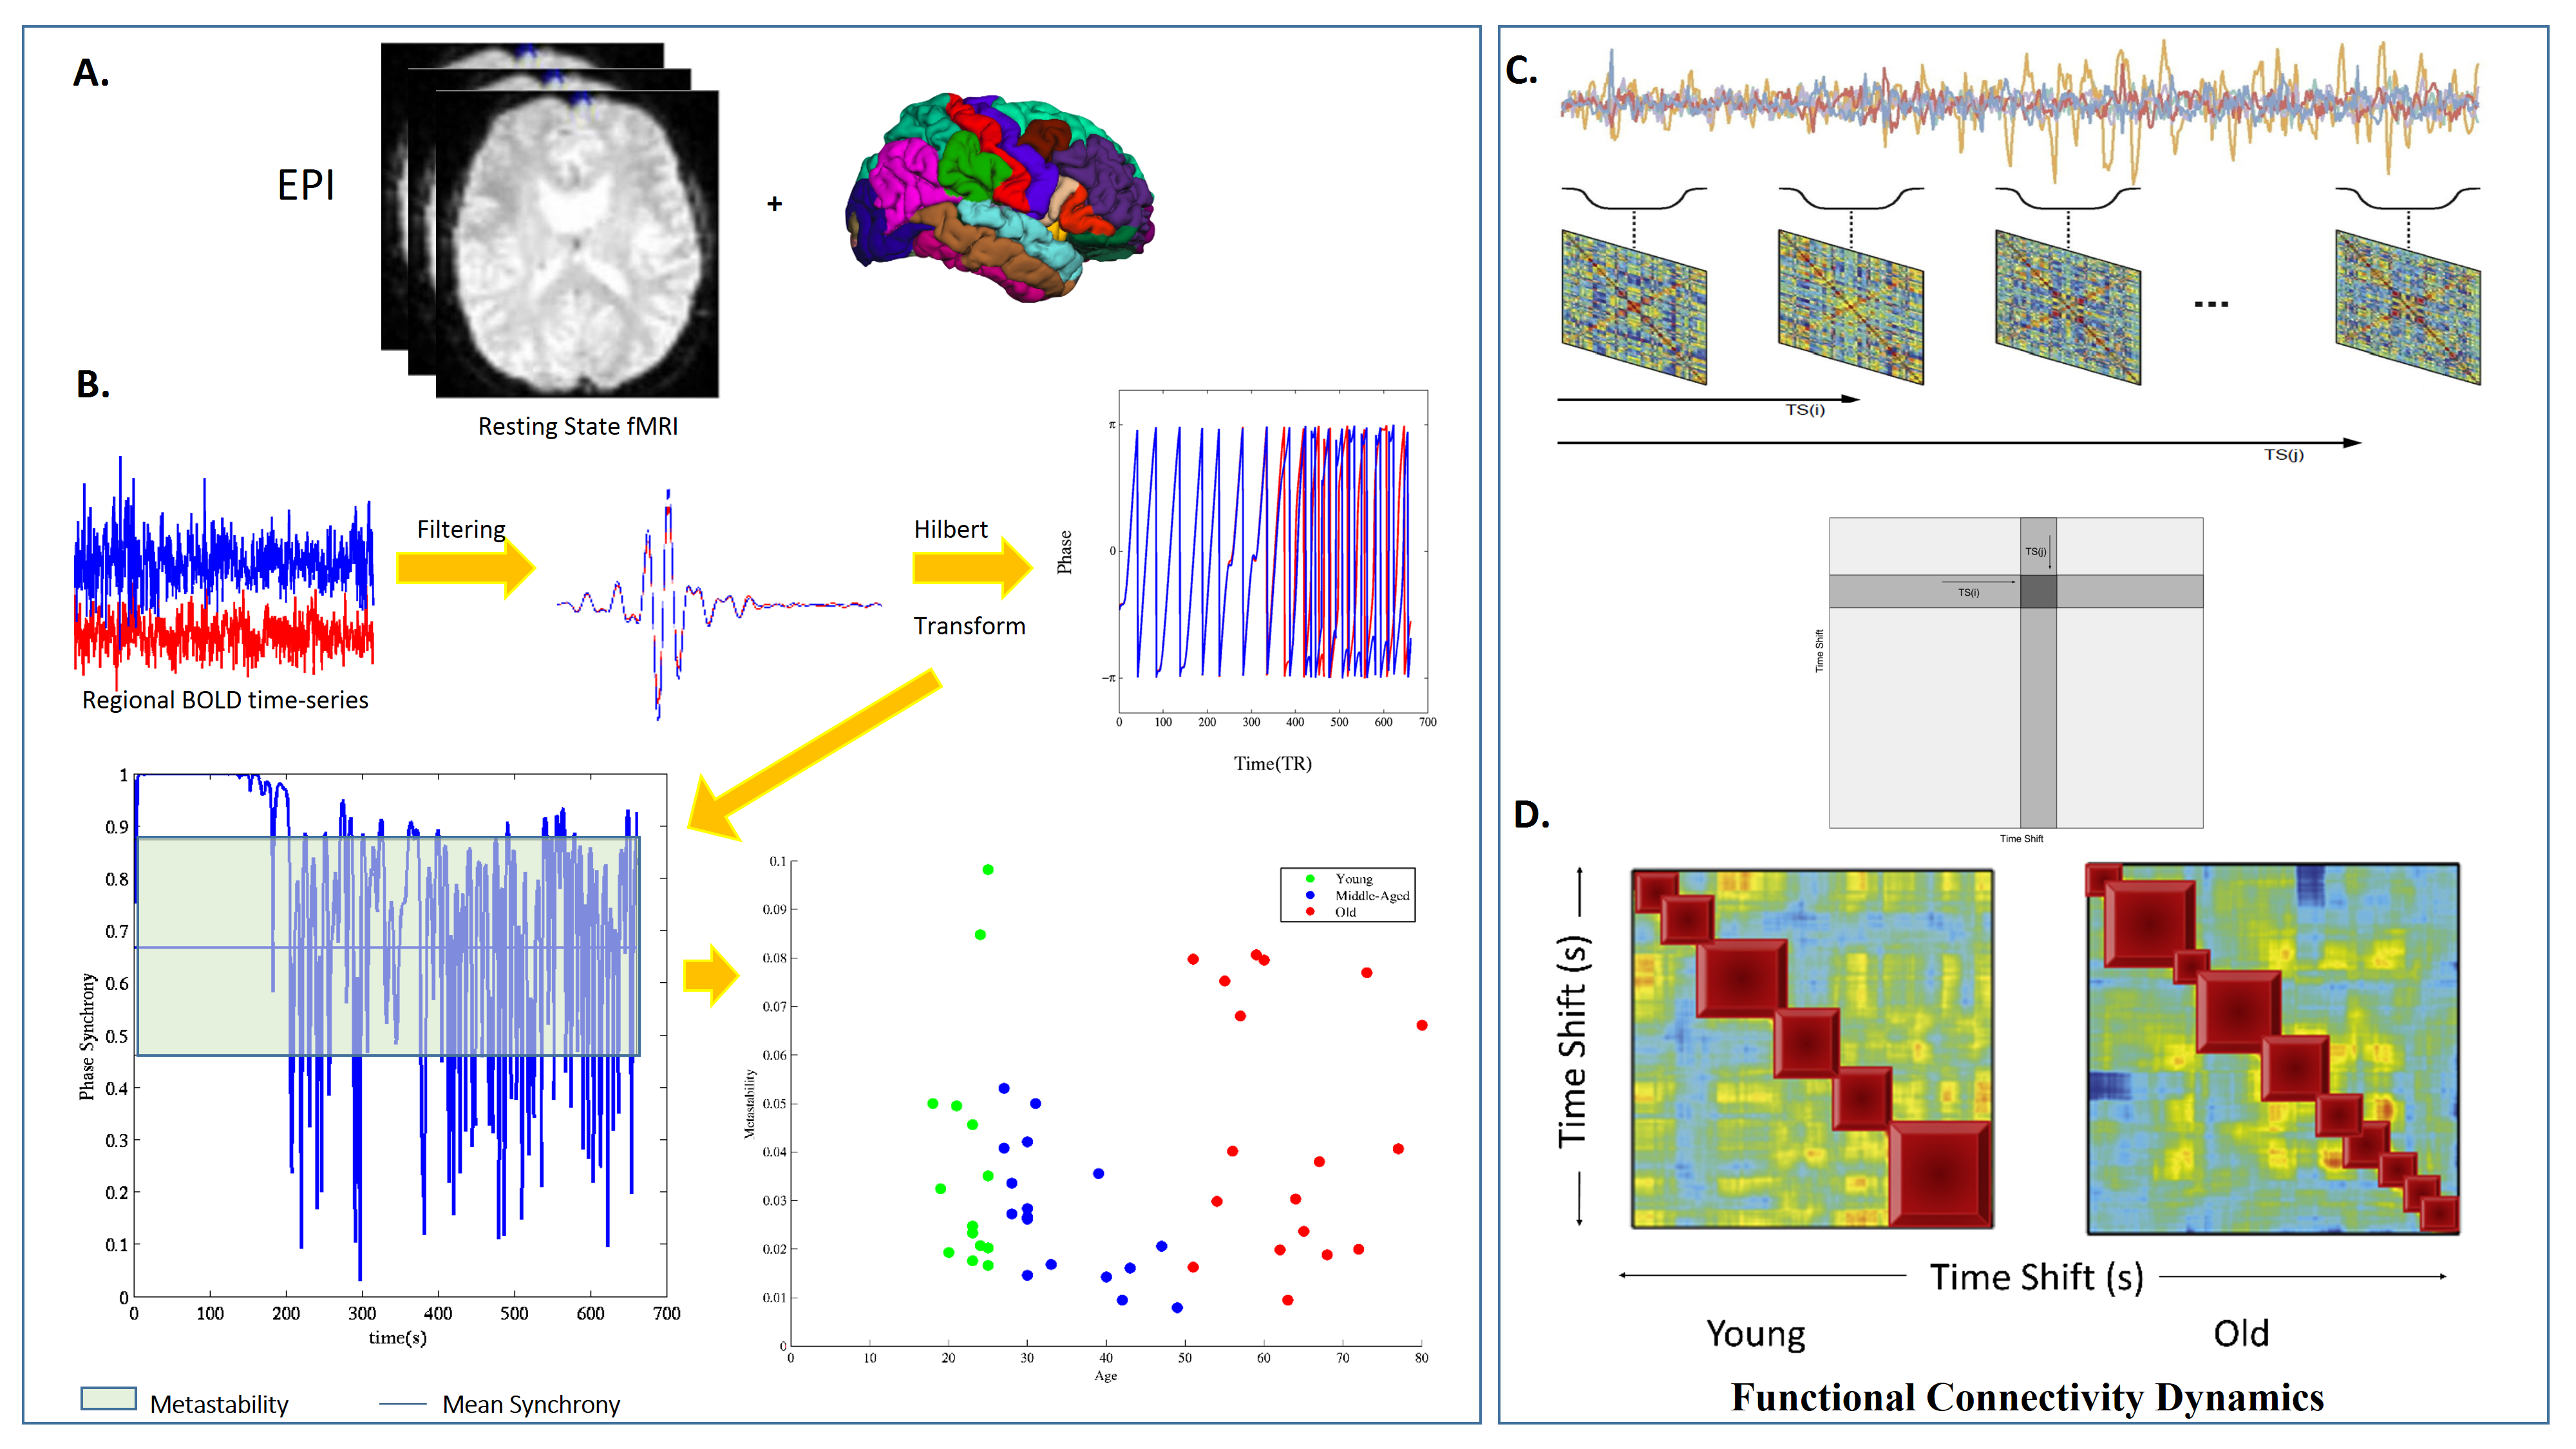 A.
EPI
+
Resting State fMRI
B.
Filtering
Hilbert
Transform
Regional BOLD time-series
Phase
π
0
−π
0 100 200 300 400 500 600 700
Time(TR)
Phase Synchrony
1
0.9
0.8
0.7
0.6
0.5
0.4
0.3
0.2
0.1
0
0 100 200 300 400 500 600 700
time(s)
Metastability
Mean Synchrony
Metastability
0.1
0.09
0.08
0.07
0.06
0.05
0.04
0.03
0.02
0.01
0
0 10 20 30 40 50 60 70 80
Age
Young
Middle-Aged
Old
C.
...
TS(i)
TS(j)
TS(j)
TS(i)
Time Shift
Time Shift
D.
Time Shift (s)
Time Shift (s)
Young Old
Functional Connectivity Dynamics